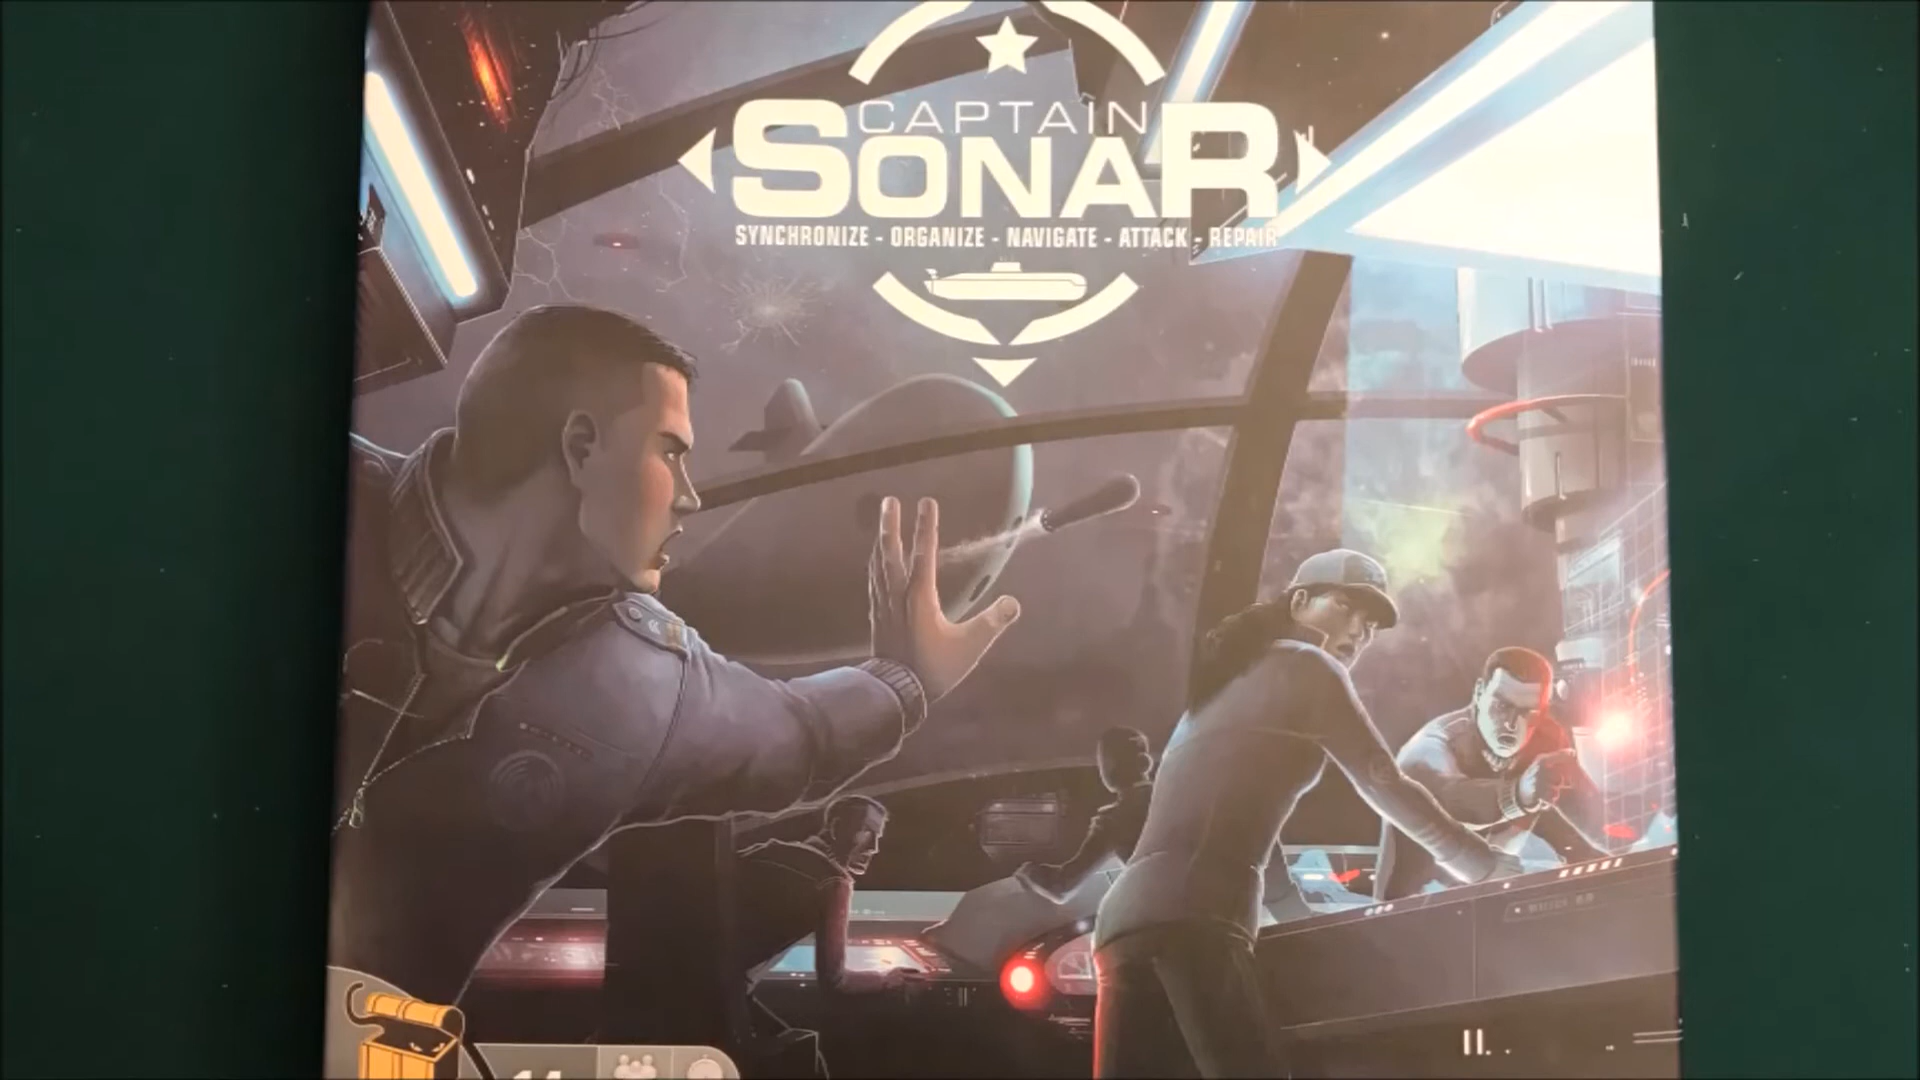 CAPTAIN
SONAR
SYNCHRONIZE - ORGANIZE - NAVIGATE - ATTACK - REPAIR